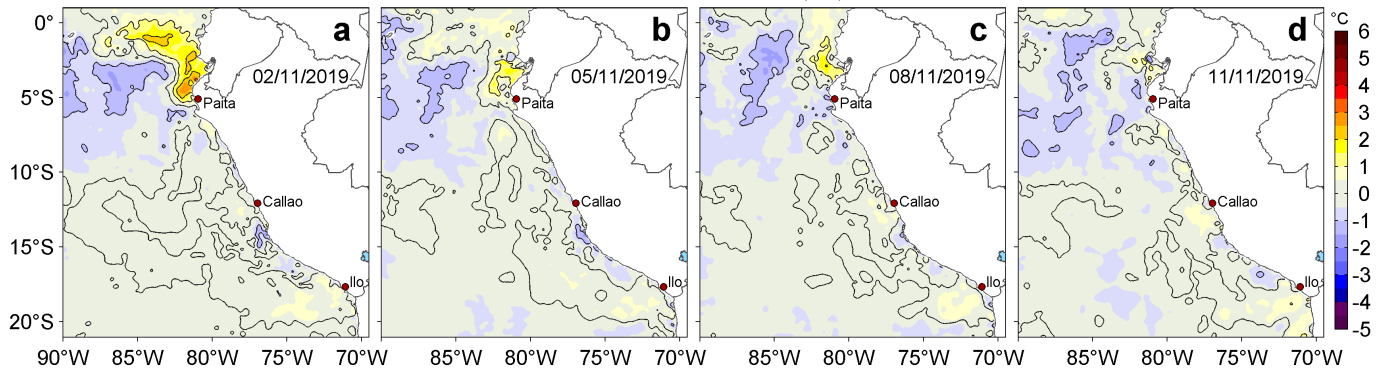 a
02/11/2019
Paita
Callao
Ilo
b
05/11/2019
Paita
Callao
Ilo
c
08/11/2019
Paita
Callao
Ilo
d
11/11/2019
Paita
Callao
Ilo
0°
5°S
10°S
15°S
20°S
90°W 85°W 80°W 75°W 70°W
85°W 80°W 75°W 70°W
85°W 80°W 75°W 70°W
85°W 80°W 75°W 70°W
°C
6
5
4
3
2
1
0
-1
-2
-3
-4
-5